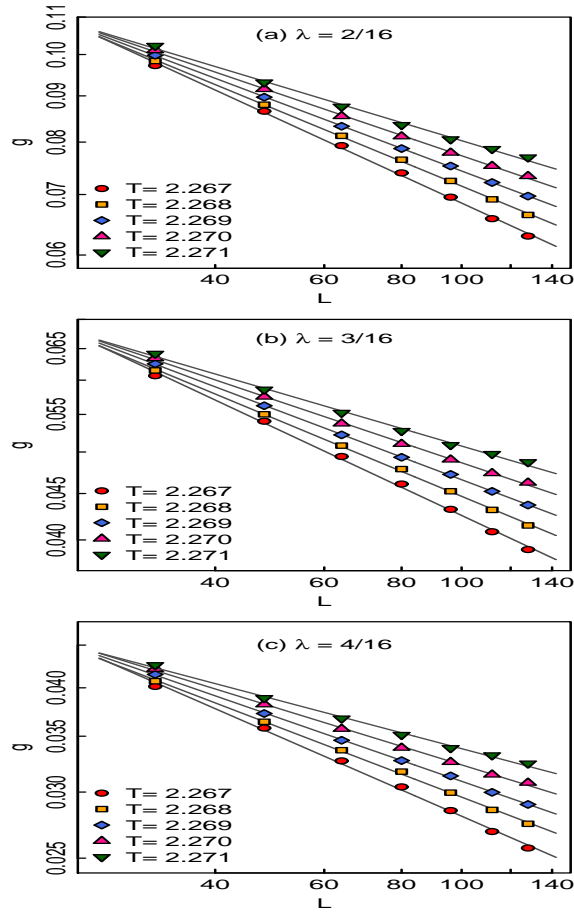 (a) λ = 2/16
0.11
0.10
0.09
0.08
0.07
0.06
g
T= 2.267
T= 2.268
T= 2.269
T= 2.270
T= 2.271
40
60
80
100
140
L
(b) λ = 3/16
0.065
0.055
0.045
0.040
g
T= 2.267
T= 2.268
T= 2.269
T= 2.270
T= 2.271
40
60
80
100
140
L
(c) λ = 4/16
0.040
0.035
0.030
0.025
g
T= 2.267
T= 2.268
T= 2.269
T= 2.270
T= 2.271
40
60
80
100
140
L